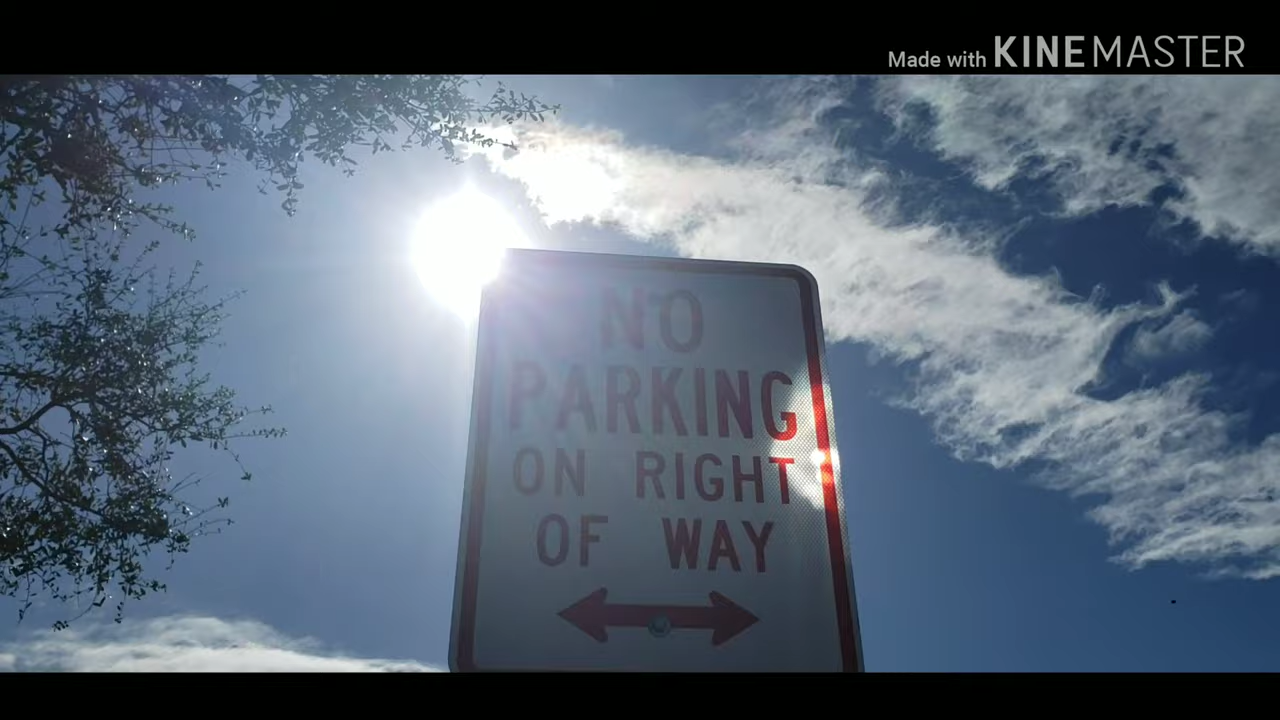 Made with KINEMASTER
NO
PARKING
ON RIGHT
OF WAY